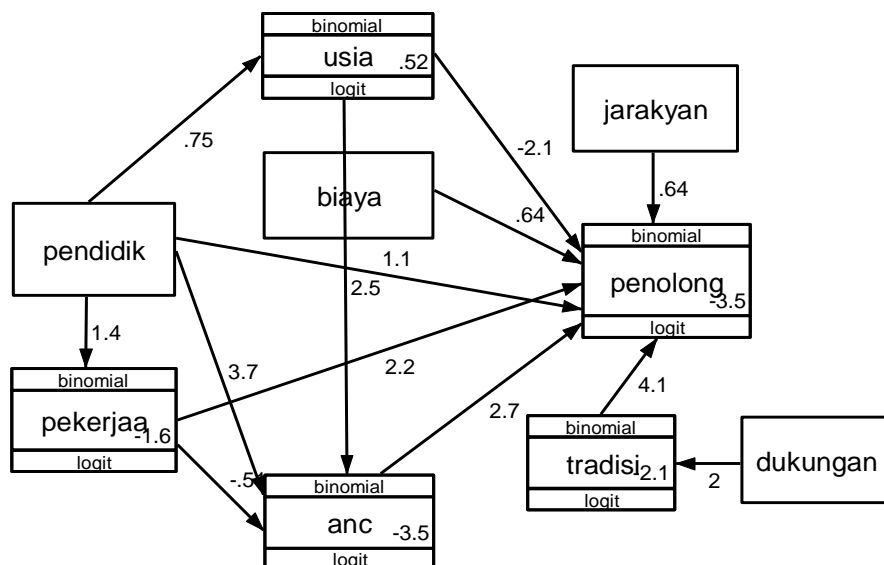 binomial
usia
.52
logit
jarakyan
.75
-2.1
.64
biaya
.64
pendidik
1.1
binomial
penolong
-3.5
logit
2.5
1.4
3.7
2.2
4.1
binomial
pekerjaa
-1.6
logit
2.7
binomial
tradisi
-2.1
logit
2
dukungan
binomial
anc
-3.5
logit